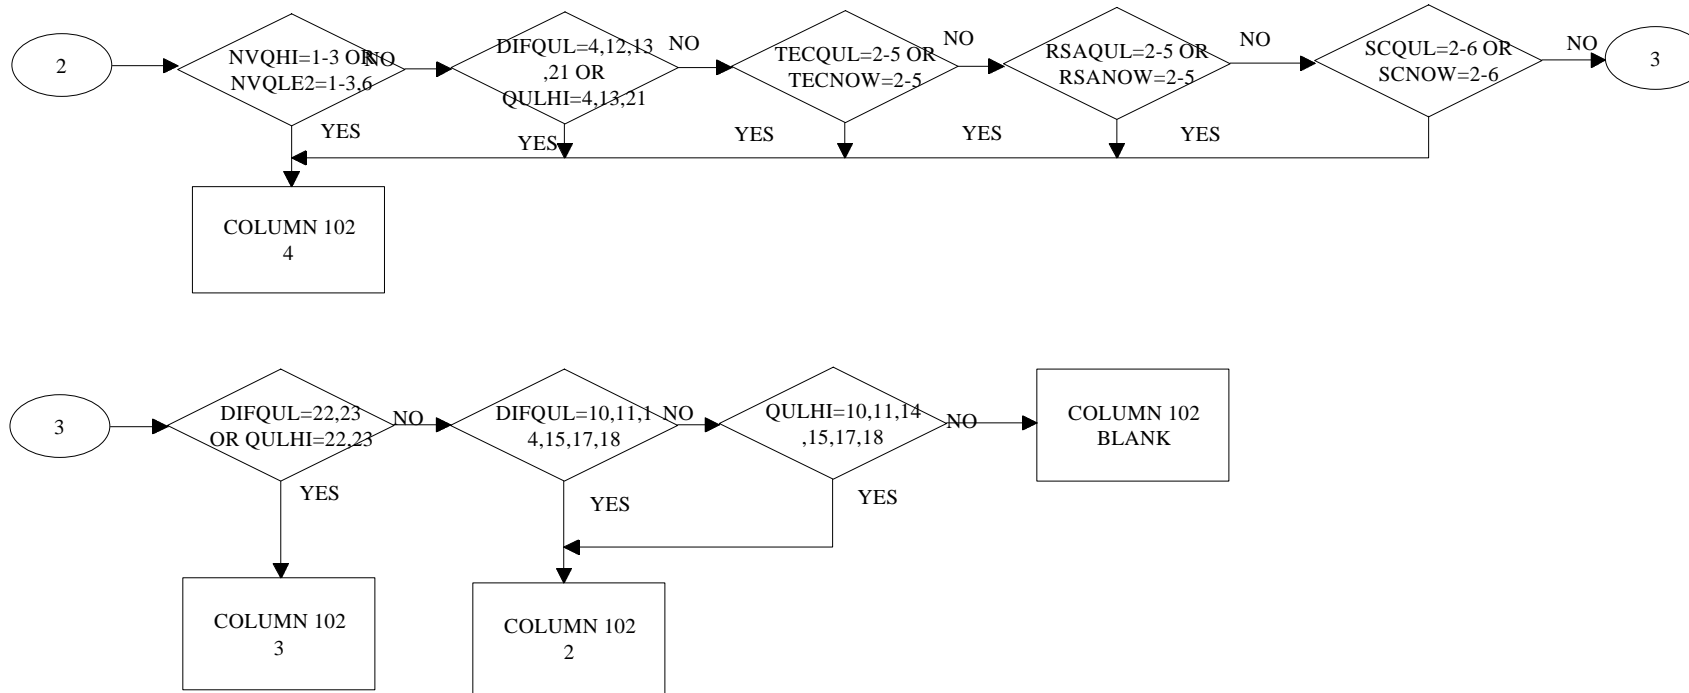 2
NVQHI=1-3 OR
NVQLE2=1-3,6
NO
YES
DIFQUL=4,12,13
,21 OR
QULHI=4,13,21
NO
YES
TECQUL=2-5 OR
TECNOW=2-5
NO
YES
RSAQUL=2-5 OR
RSANOW=2-5
NO
YES
SCQUL=2-6 OR
SCNOW=2-6
NO
YES
3
COLUMN 102
4
3
DIFQUL=22,23
OR QULHI=22,23
NO
YES
DIFQUL=10,11,1
4,15,17,18
NO
YES
QULHI=10,11,14
,15,17,18
NO
YES
COLUMN 102
BLANK
COLUMN 102
3
COLUMN 102
2